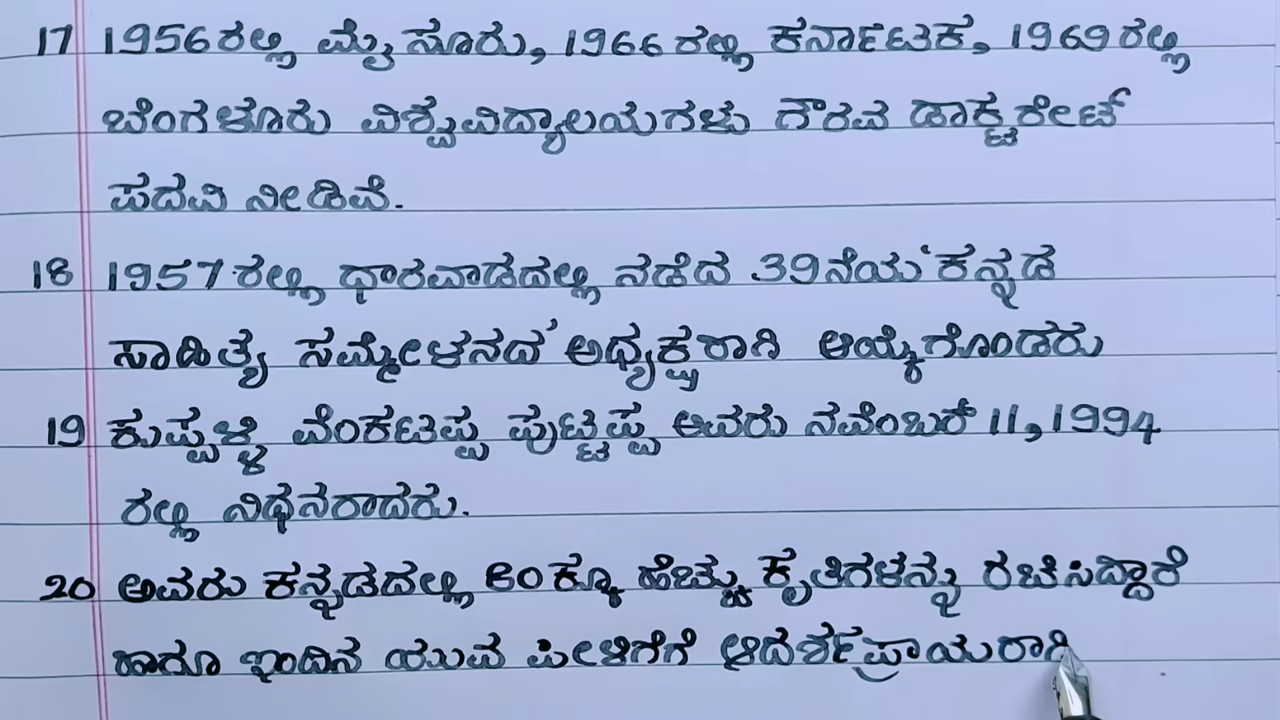 17 1956ರಲ್ಲಿ ಮೈಸೂರು, 1966 ರಲ್ಲಿ ಕರ್ನಾಟಕ, 1969ರಲ್ಲಿ
ಬೆಂಗಳೂರು ವಿಶ್ವವಿದ್ಯಾಲಯಗಳು ಗೌರವ ಡಾಕ್ಟರೇಟ್
ಪದವಿ ನೀಡಿವೆ.
18 1957ರಲ್ಲಿ ಧಾರವಾಡದಲ್ಲಿ ನಡೆದ 39ನೆಯ 'ಕನ್ನಡ
ಸಾಹಿತ್ಯ ಸಮ್ಮೇಳನದ' ಅಧ್ಯಕ್ಷರಾಗಿ ಆಯ್ಕೆಗೊಂಡರು
19 ಕುಪ್ಪಳ್ಳಿ ವೆಂಕಟಪ್ಪ ಪುಟ್ಟಪ್ಪ ಅವರು ನವೆಂಬರ್ 11, 1994
ರಲ್ಲಿ ನಿಧನರಾದರು.
20 ಅವರು ಕನ್ನಡದಲ್ಲಿ 80ಕ್ಕೂ ಹೆಚ್ಚು ಕೃತಿಗಳನ್ನು ರಚಿಸಿದ್ದಾರೆ
ಹಾಗೂ ಇಂದಿನ ಯುವ ಪೀಳಿಗೆಗೆ ಆದರ್ಶಪ್ರಾಯರಾಗಿ